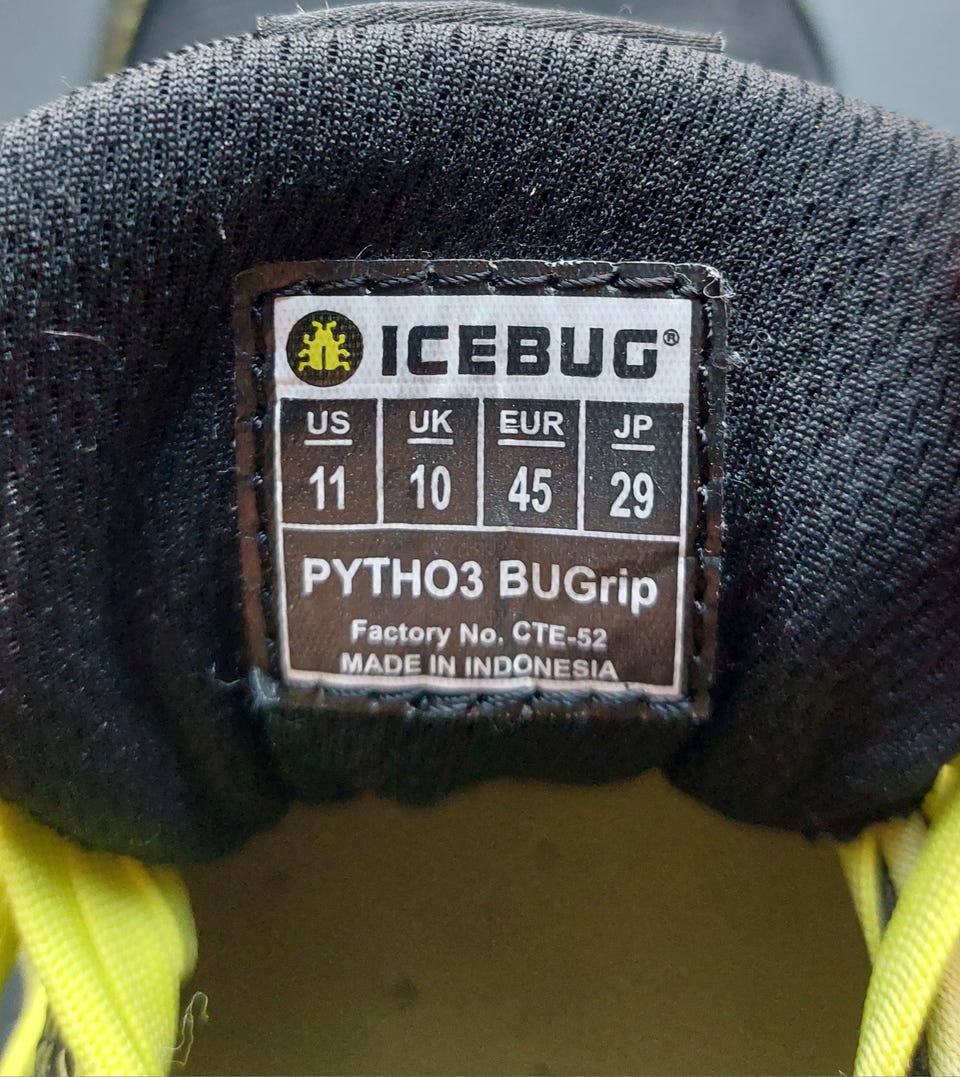 ICEBUG®
US UK EUR JP
11 10 45 29
PYTHO3 BUGrip
Factory No. CTE-52
MADE IN INDONESIA